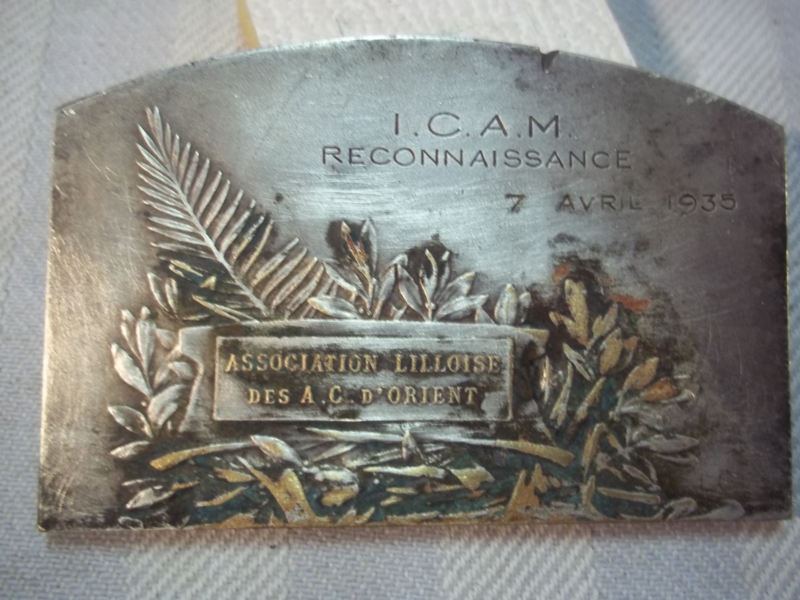 I.C.A.M.
RECONNAISSANCE
7 AVRIL 1935
ASSOCIATION LILLOISE
DES A.C. D'ORIENT